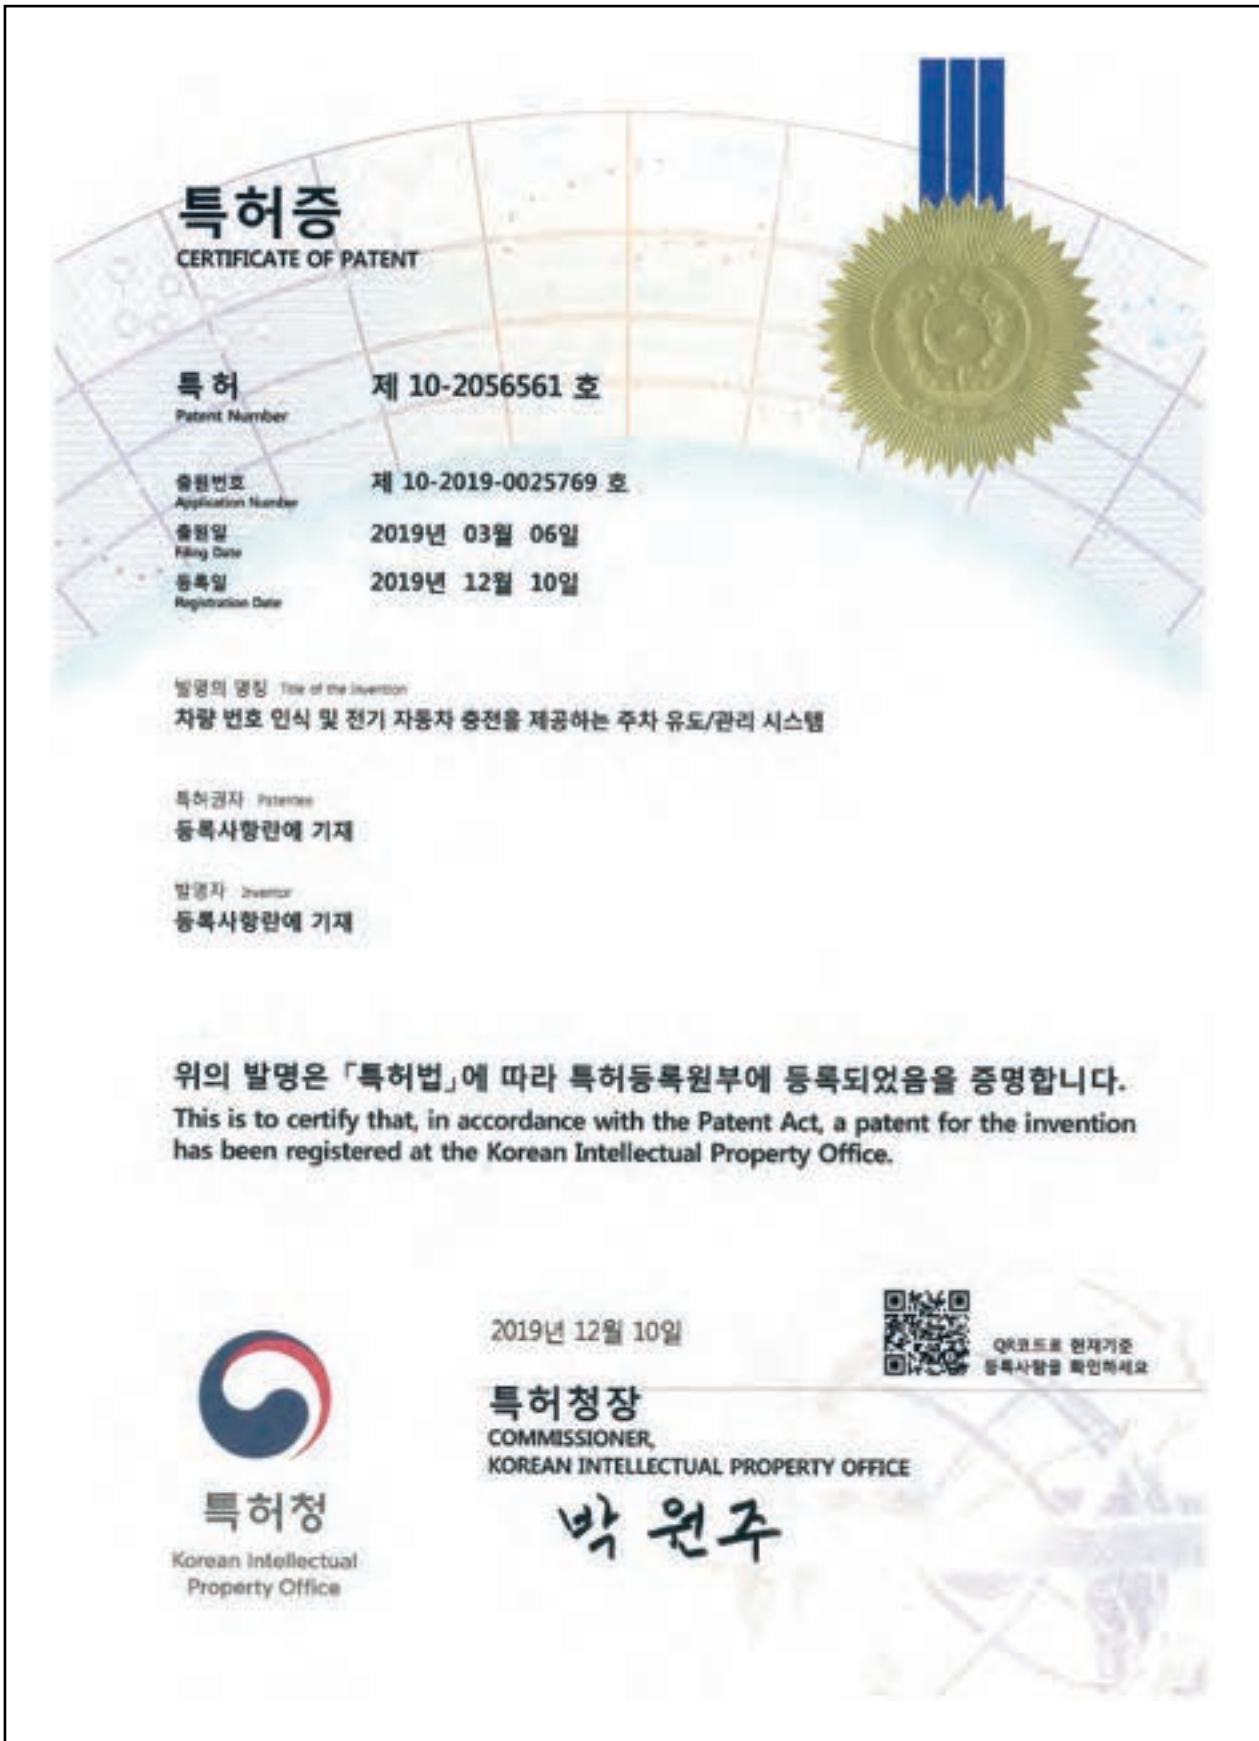 특허증
CERTIFICATE OF PATENT
특 허 제 10-2056561 호
Patent Number
출원번호 제 10-2019-0025769 호
Application Number
출원일 2019년 03월 06일
Filing Date
등록일 2019년 12월 10일
Registration Date
발명의 명칭 Title of the Invention
차량 번호 인식 및 전기 자동차 충전을 제공하는 주차 유도/관리 시스템
특허권자 Patentee
등록사항란에 기재
발명자 Inventor
등록사항란에 기재
위의 발명은 「특허법」에 따라 특허등록원부에 등록되었음을 증명합니다.
This is to certify that, in accordance with the Patent Act, a patent for the invention
has been registered at the Korean Intellectual Property Office.
2019년 12월 10일
QR코드로 현재기준
등록사항을 확인하세요
특허청장
COMMISSIONER,
KOREAN INTELLECTUAL PROPERTY OFFICE
박원주
특허청
Korean Intellectual
Property Office